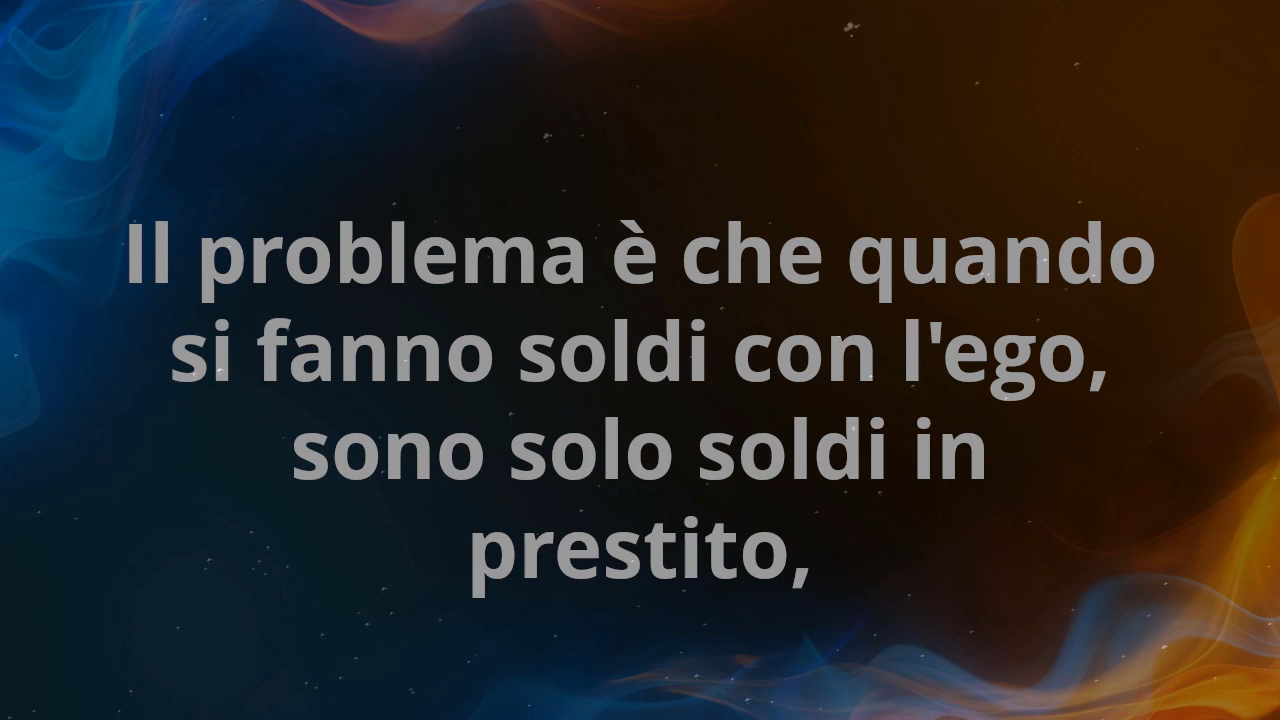 Il problema è che quando
si fanno soldi con l'ego,
sono solo soldi in
prestito,